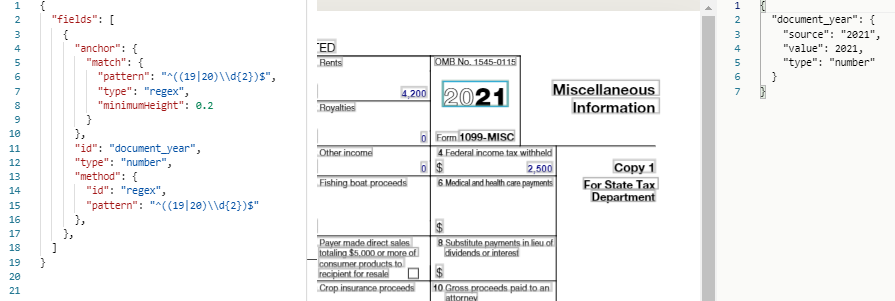 1 {
2 "fields": [
3 {
4 "anchor": {
5 "match": {
6 "pattern": "^((19|20)\\d{2})$",
7 "type": "regex",
8 "minimumHeight": 0.2
9 }
10 },
11 "id": "document_year",
12 "type": "number",
13 "method": {
14 "id": "regex",
15 "pattern": "^((19|20)\\d{2})$"
16 },
17 },
18 ]
19 }
20
21
TED
Rents
OMB No. 1545-0115
4,200
2021
Miscellaneous
Information
Royalties
0
Form 1099-MISC
Other income
4 Federal income tax withheld
0
$ 2,500
Copy 1
Fishing boat proceeds
6 Medical and health care payments
For State Tax
Department
$
Payer made direct sales
totaling $5,000 or more of
consumer products to
recipient for resale
8 Substitute payments in lieu of
dividends or interest
$
Crop insurance proceeds
10 Gross proceeds paid to an
attorney
1 {
2 "document_year": {
3 "source": "2021",
4 "value": 2021,
5 "type": "number"
6 }
7 }